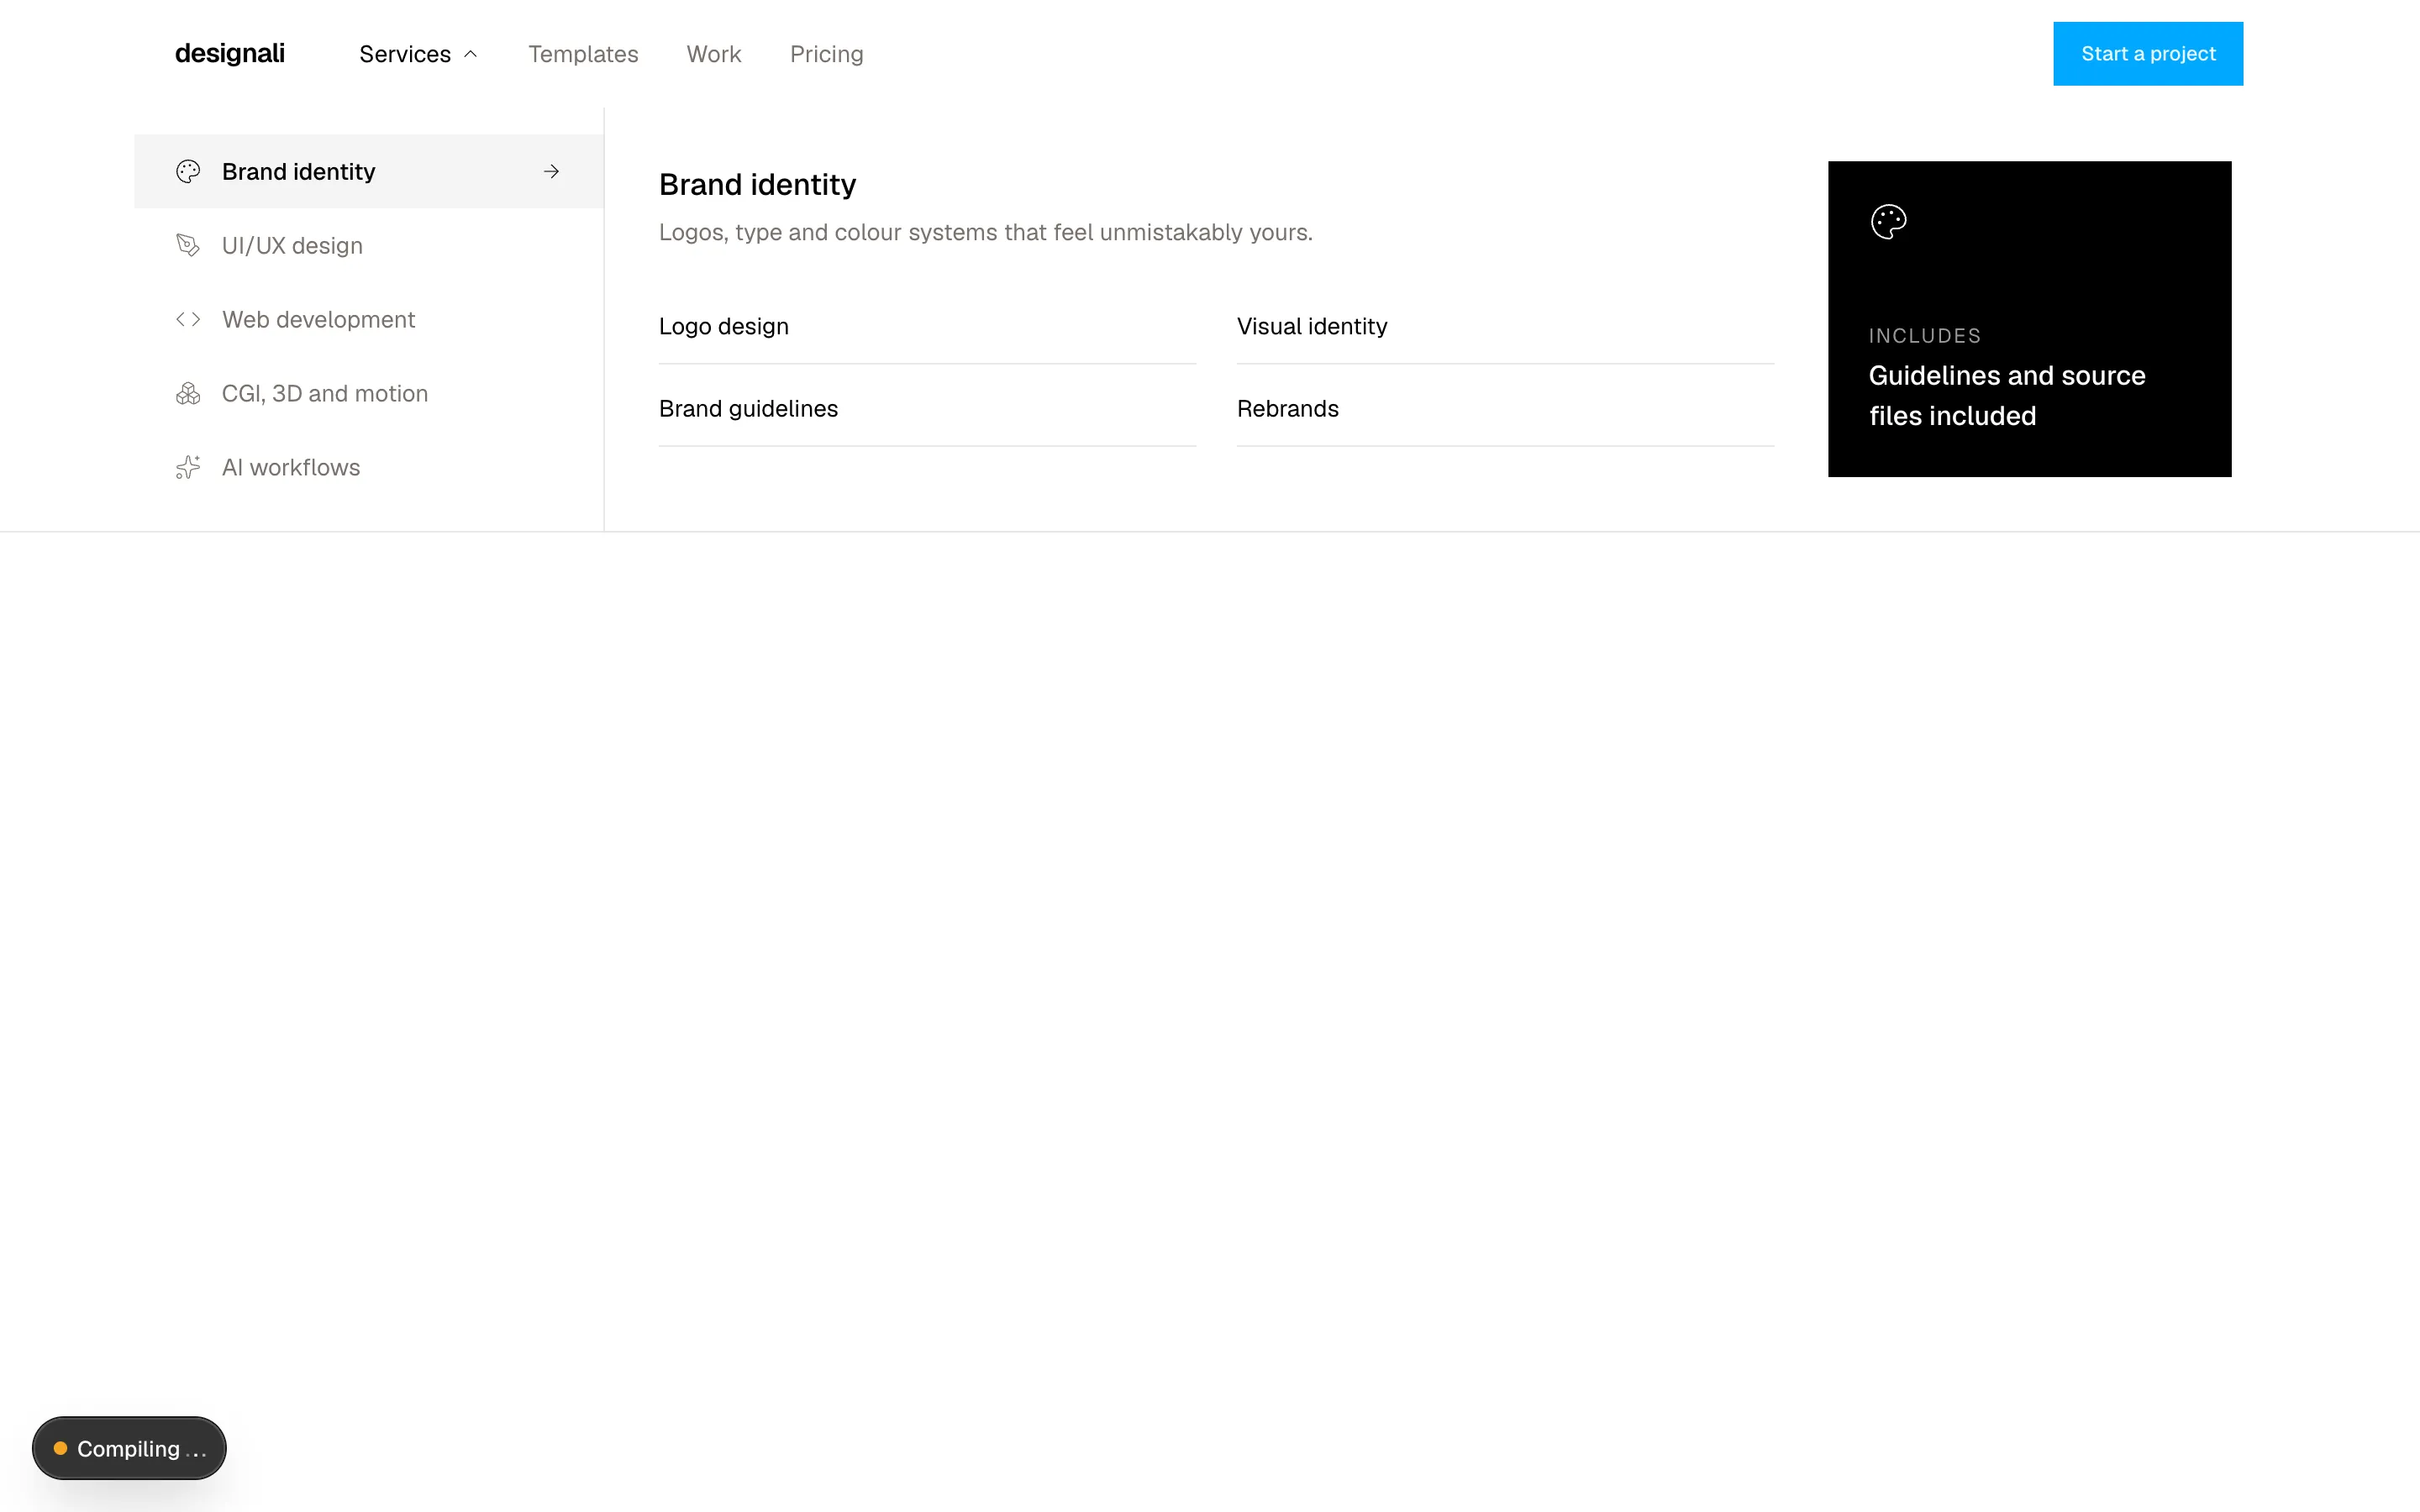 designali
Services
Templates
Work
Pricing
Start a project
Brand identity
UI/UX design
Web development
CGI, 3D and motion
AI workflows
Brand identity
Logos, type and colour systems that feel unmistakably yours.
Logo design
Visual identity
Brand guidelines
Rebrands
INCLUDES
Guidelines and source
files included
Compiling ...